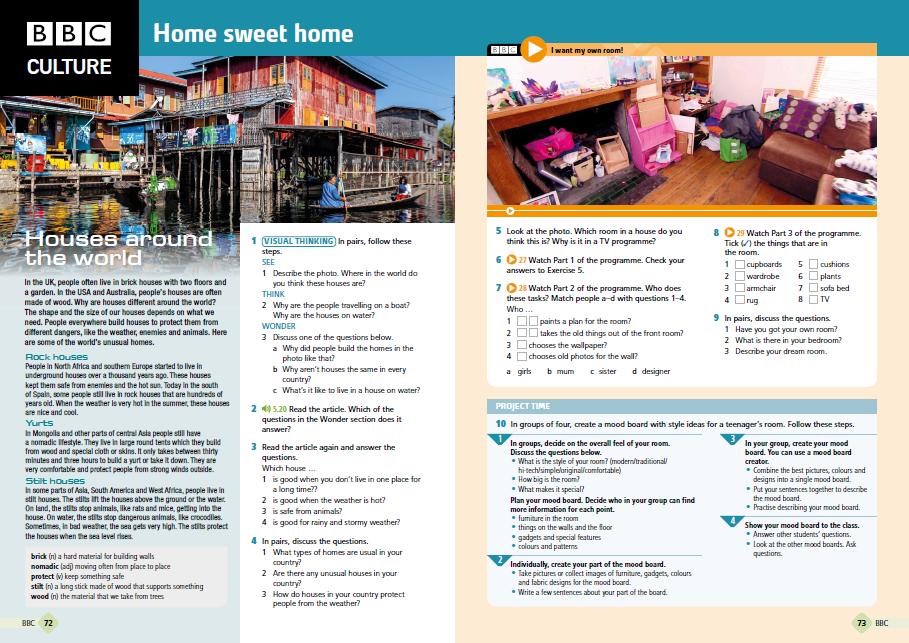 BBC
CULTURE
Home sweet home
Houses around
the world
In the UK, people often live in brick houses with two floors and
a garden. In the USA and Australia, people's houses are often
made of wood. Why are houses different around the world?
The shape and the size of our houses depends on what we
need. People everywhere build houses to protect them from
different dangers, like the weather, enemies and animals. Here
are some of the world's unusual homes.
Rock houses
People in North Africa and southern Europe started to live in
underground houses over a thousand years ago. These houses
kept them safe from enemies and the hot sun. Today in the south
of Spain, some people still live in rock houses that are hundreds of
years old. When the weather is very hot in the summer, these houses
are nice and cool.
Yurts
In Mongolia and other parts of central Asia people still have
a nomadic lifestyle. They live in large round tents which they build
from wood and special cloth or skins. It only takes between thirty
minutes and three hours to build a yurt or take it down. They are
very comfortable and protect people from strong winds outside.
Stilt houses
In some parts of Asia, South America and West Africa, people live in
stilt houses. The stilts lift the houses above the ground or the water.
On land, the stilts stop animals, like rats and mice, getting into the
house. On water, the stilts stop dangerous animals, like crocodiles.
Sometimes, in bad weather, the sea gets very high. The stilts protect
the houses when the sea level rises.
brick (n) a hard material for building walls
nomadic (adj) moving often from place to place
protect (v) keep something safe
stilt (n) a long stick made of wood that supports something
wood (n) the material that we take from trees
BBC 72
1 VISUAL THINKING In pairs, follow these
steps.
SEE
1 Describe the photo. Where in the world do
you think these houses are?
THINK
2 Why are the people travelling on a boat?
Why are the houses on water?
WONDER
3 Discuss one of the questions below.
a Why did people build the homes in the
photo like that?
b Why aren't houses the same in every
country?
c What's it like to live in a house on water?
2 5.20 Read the article. Which of the
questions in the Wonder section does it
answer?
3 Read the article again and answer the
questions.
Which house …
1 is good when you don't live in one place for
a long time??
2 is good when the weather is hot?
3 is safe from animals?
4 is good for rainy and stormy weather?
4 In pairs, discuss the questions.
1 What types of homes are usual in your
country?
2 Are there any unusual houses in your
country?
3 How do houses in your country protect
people from the weather?
BBC I want my own room!
5 Look at the photo. Which room in a house do you
think this is? Why is it in a TV programme?
6 27 Watch Part 1 of the programme. Check your
answers to Exercise 5.
7 28 Watch Part 2 of the programme. Who does
these tasks? Match people a–d with questions 1–4.
Who …
1 paints a plan for the room?
2 takes the old things out of the front room?
3 chooses the wallpaper?
4 chooses old photos for the wall?
a girls b mum c sister d designer
8 29 Watch Part 3 of the programme.
Tick (✓) the things that are in
the room.
1 cupboards 5 cushions
2 wardrobe 6 plants
3 armchair 7 sofa bed
4 rug 8 TV
9 In pairs, discuss the questions.
1 Have you got your own room?
2 What is there in your bedroom?
3 Describe your dream room.
PROJECT TIME
10 In groups of four, create a mood board with style ideas for a teenager's room. Follow these steps.
1
In groups, decide on the overall feel of your room.
Discuss the questions below.
• What is the style of your room? (modern/traditional/
hi-tech/simple/original/comfortable)
• How big is the room?
• What makes it special?
Plan your mood board. Decide who in your group can find
more information for each point.
• furniture in the room
• things on the walls and the floor
• gadgets and special features
• colours and patterns
2
Individually, create your part of the mood board.
• Take pictures or collect images of furniture, gadgets, colours
and fabric designs for the mood board.
• Write a few sentences about your part of the board.
3
In your group, create your mood
board. You can use a mood board
creator.
• Combine the best pictures, colours and
designs into a single mood board.
• Put your sentences together to describe
the mood board.
• Practise describing your mood board.
4
Show your mood board to the class.
• Answer other students' questions.
• Look at the other mood boards. Ask
questions.
73 BBC